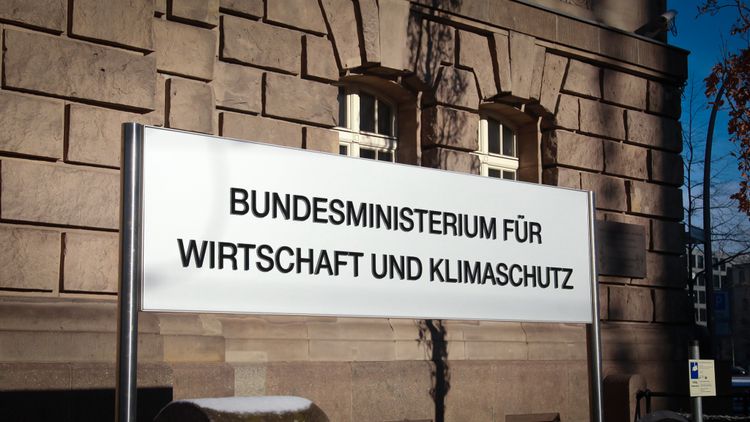 BUNDESMINISTERIUM FÜR
WIRTSCHAFT UND KLIMASCHUTZ